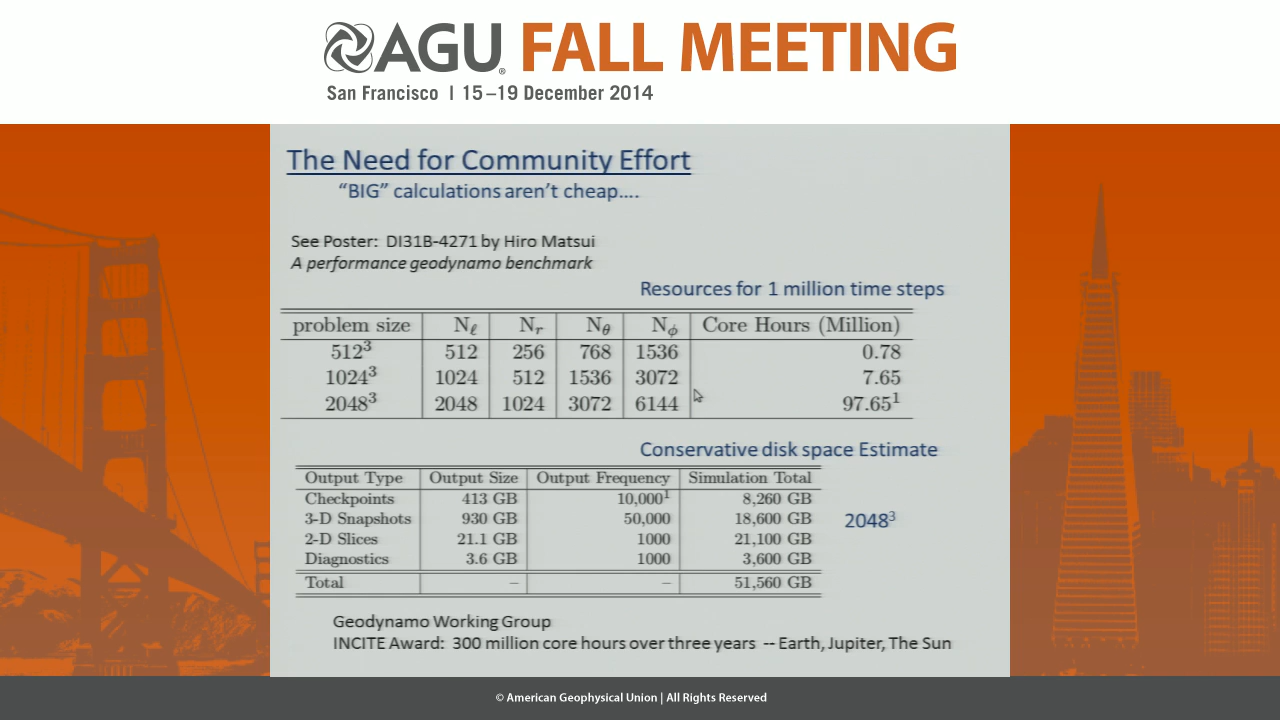 AGU® FALL MEETING
San Francisco | 15–19 December 2014
The Need for Community Effort
“BIG” calculations aren’t cheap....
See Poster: DI31B-4271 by Hiro Matsui
A performance geodynamo benchmark
Resources for 1 million time steps
problem size Nℓ Nr Nθ Nϕ Core Hours (Million)
512³ 512 256 768 1536 0.78
1024³ 1024 512 1536 3072 7.65
2048³ 2048 1024 3072 6144 97.65¹
Conservative disk space Estimate
Output Type Output Size Output Frequency Simulation Total
Checkpoints 413 GB 10,000¹ 8,260 GB
3-D Snapshots 930 GB 50,000 18,600 GB
2048³
2-D Slices 21.1 GB 1000 21,100 GB
Diagnostics 3.6 GB 1000 3,600 GB
Total – – 51,560 GB
Geodynamo Working Group
INCITE Award: 300 million core hours over three years -- Earth, Jupiter, The Sun
© American Geophysical Union | All Rights Reserved